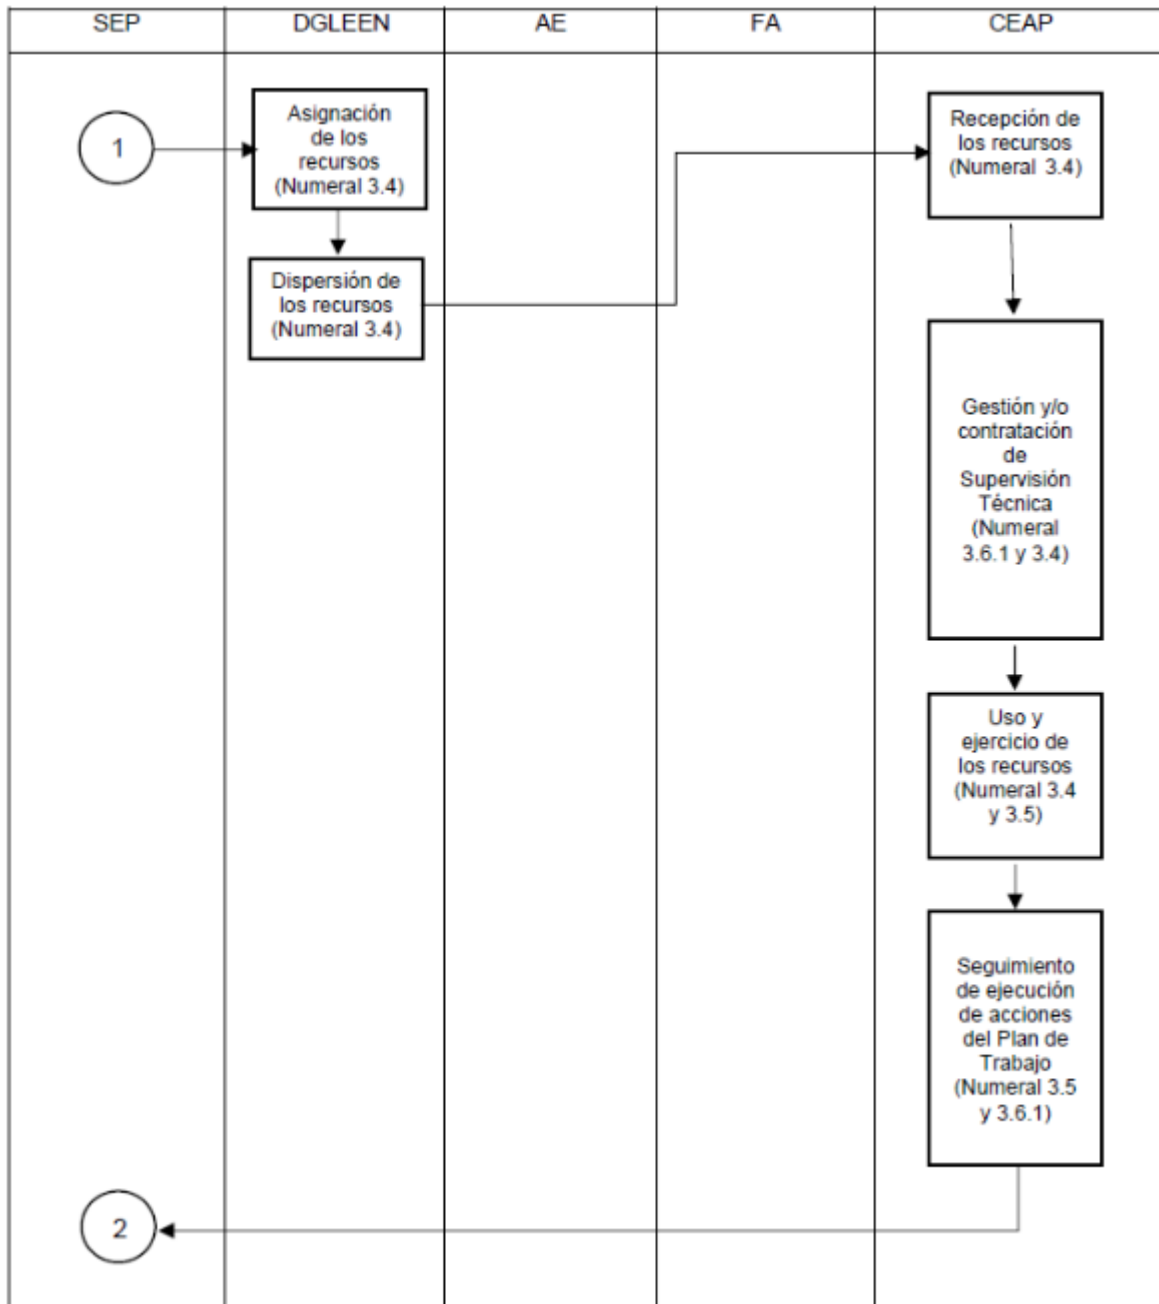 SEP DGLEEN AE FA CEAP
1
Asignación
de los
recursos
(Numeral 3.4)
Dispersión de
los recursos
(Numeral 3.4)
Recepción de
los recursos
(Numeral 3.4)
Gestión y/o
contratación
de
Supervisión
Técnica
(Numeral
3.6.1 y 3.4)
Uso y
ejercicio de
los recursos
(Numeral 3.4
y 3.5)
Seguimiento
de ejecución
de acciones
del Plan de
Trabajo
(Numeral 3.5
y 3.6.1)
2